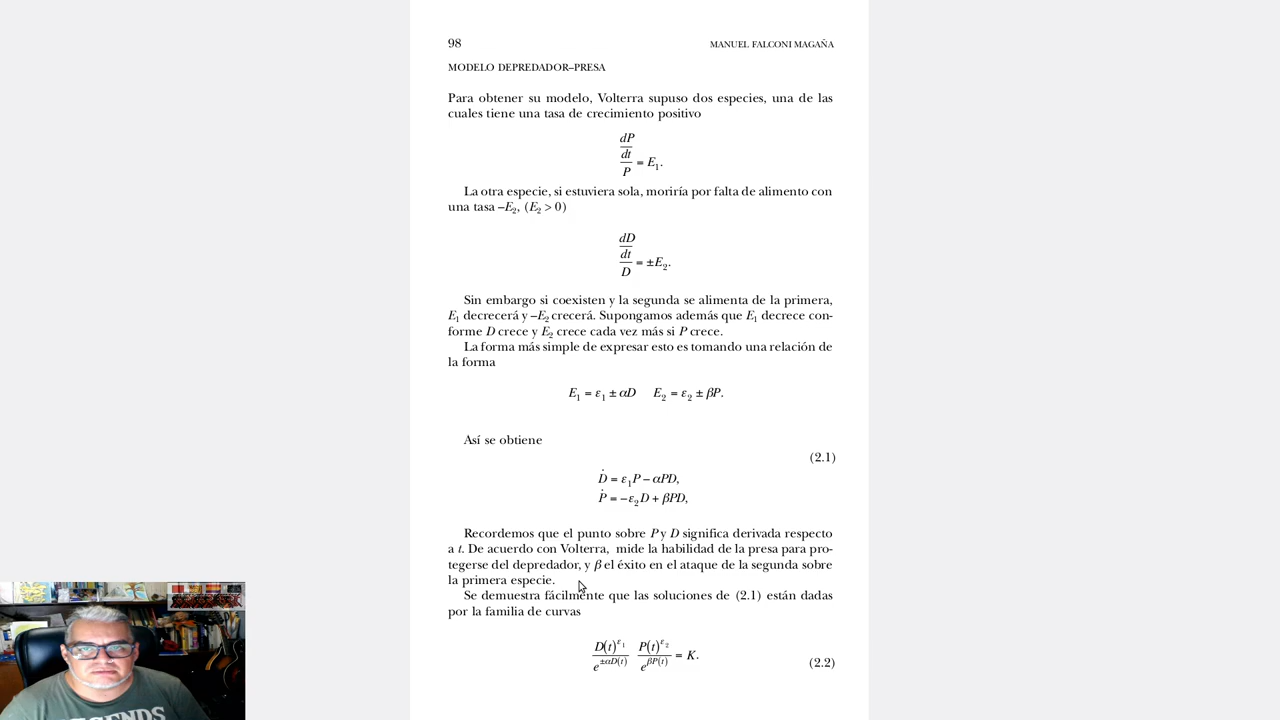 98 MANUEL FALCONI MAGAÑA
MODELO DEPREDADOR–PRESA
Para obtener su modelo, Volterra supuso dos especies, una de las
cuales tiene una tasa de crecimiento positivo
dP
dt
P = E₁.
La otra especie, si estuviera sola, moriría por falta de alimento con
una tasa –E₂, (E₂ > 0)
dD
dt
D = ±E₂.
Sin embargo si coexisten y la segunda se alimenta de la primera,
E₁ decrecerá y –E₂ crecerá. Supongamos además que E₁ decrece con-
forme D crece y E₂ crece cada vez más si P crece.
La forma más simple de expresar esto es tomando una relación de
la forma
E₁ = ε₁ ± αD E₂ = ε₂ ± βP.
Así se obtiene
(2.1)
Ḋ = ε₁P – αPD,
Ṗ = –ε₂D + βPD,
Recordemos que el punto sobre P y D significa derivada respecto
a t. De acuerdo con Volterra, mide la habilidad de la presa para pro-
tegerse del depredador, y β el éxito en el ataque de la segunda sobre
la primera especie.
Se demuestra fácilmente que las soluciones de (2.1) están dadas
por la familia de curvas
D(t)^ε₁ P(t)^ε₂
e^±αD(t) e^βP(t) = K.
(2.2)
LEGENDS